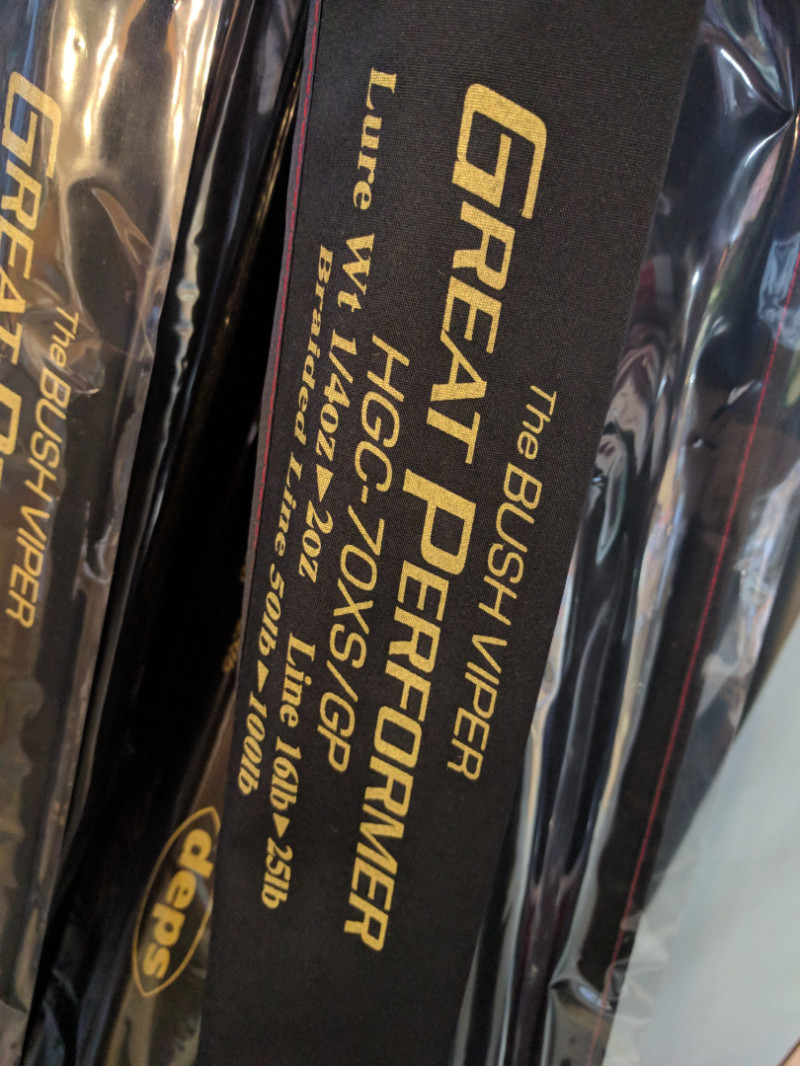 The BUSH VIPER
GREAT PERFORMER
HGC-70XS/GP
Lure Wt 1/4oz▶2oz Line 16lb▶25lb
Braided Line 50lb▶100lb
deps
The BUSH VIPER
GREAT